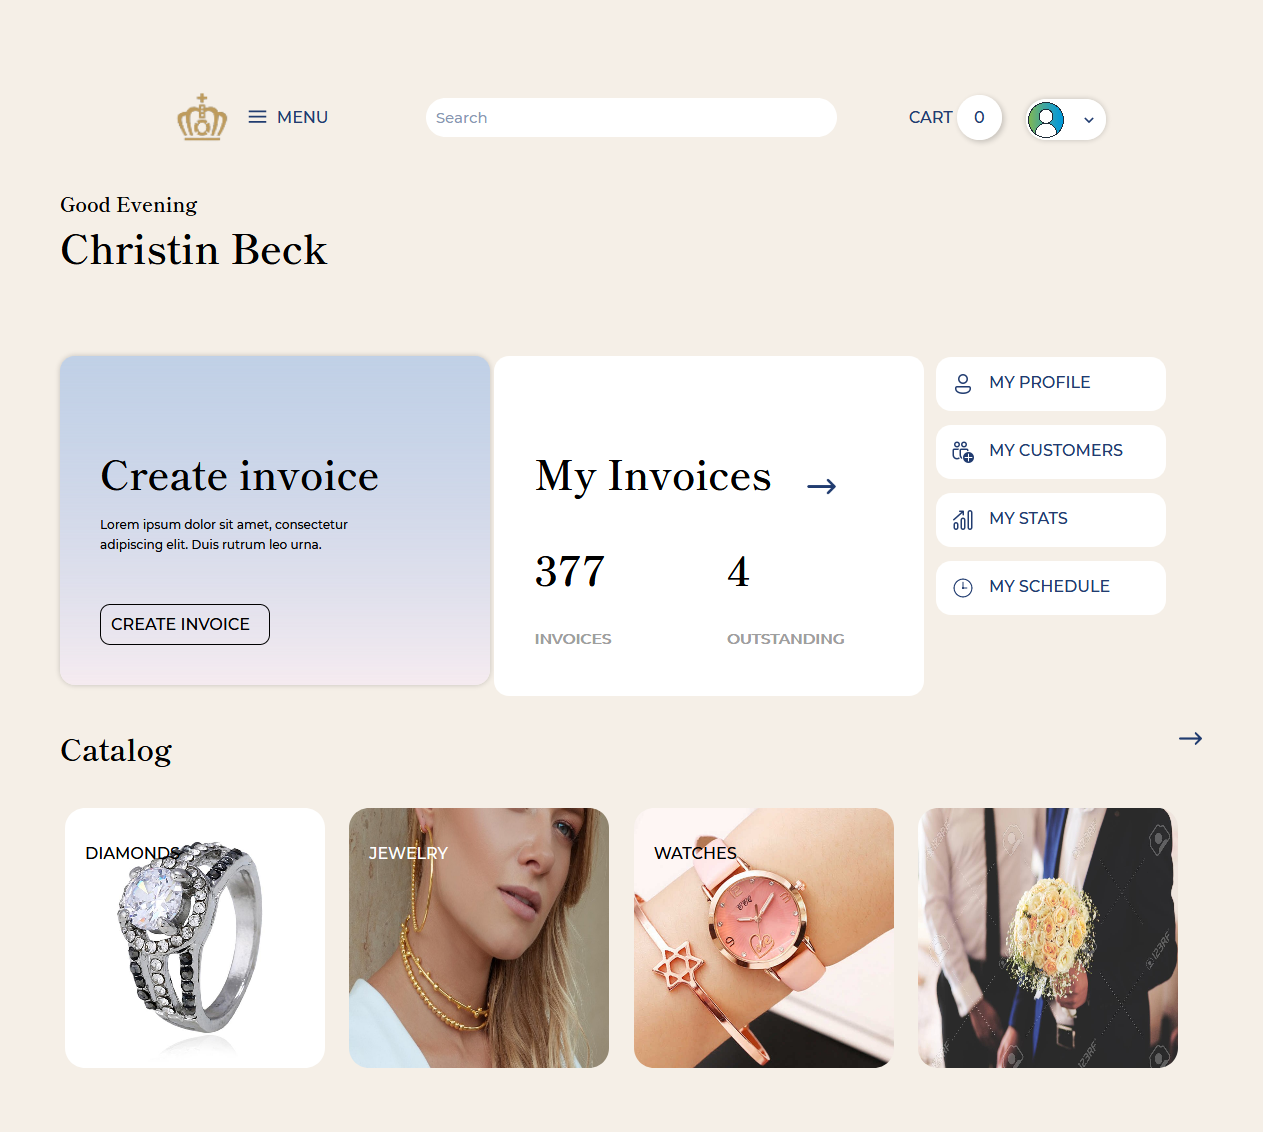 MENU
Search
CART 0
Good Evening
Christin Beck
Create invoice
Lorem ipsum dolor sit amet, consectetur
adipiscing elit. Duis rutrum leo urna.
CREATE INVOICE
My Invoices
377
4
INVOICES
OUTSTANDING
MY PROFILE
MY CUSTOMERS
MY STATS
MY SCHEDULE
Catalog
DIAMONDS
JEWELRY
WATCHES
123RF
123RF